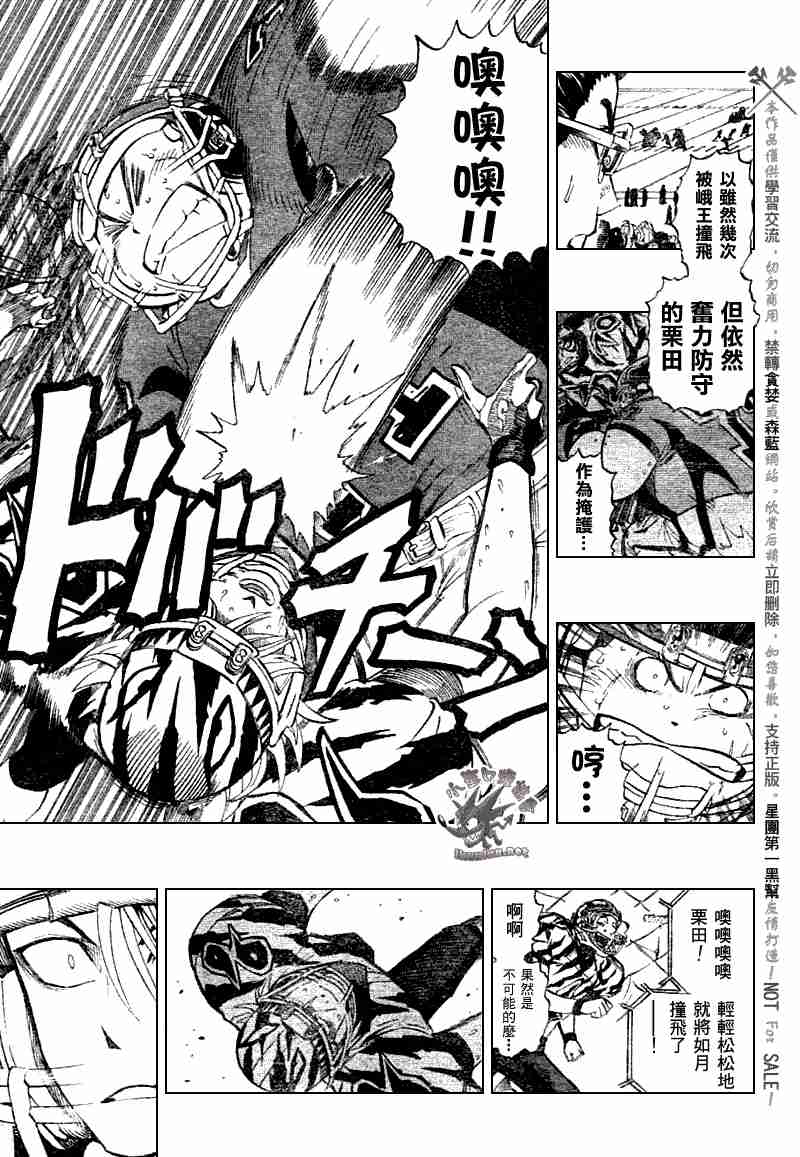 以雖然幾次
被峨王撞飛
但依然
奮力防守
的栗田
作為掩護…
哼…
噢噢噢!!
ドドバチーン
噢噢噢噢
栗田！
輕輕松松地
就將如月
撞飛了
——！
啊啊
果然是
不可能的麼…
本作品僅供學習交流，切勿商用，禁轉貪婪或森藍網站。欣賞后請立即刪除，如您喜歡，支持正版。星團第一黑幫友情打造—NOT For SALE—